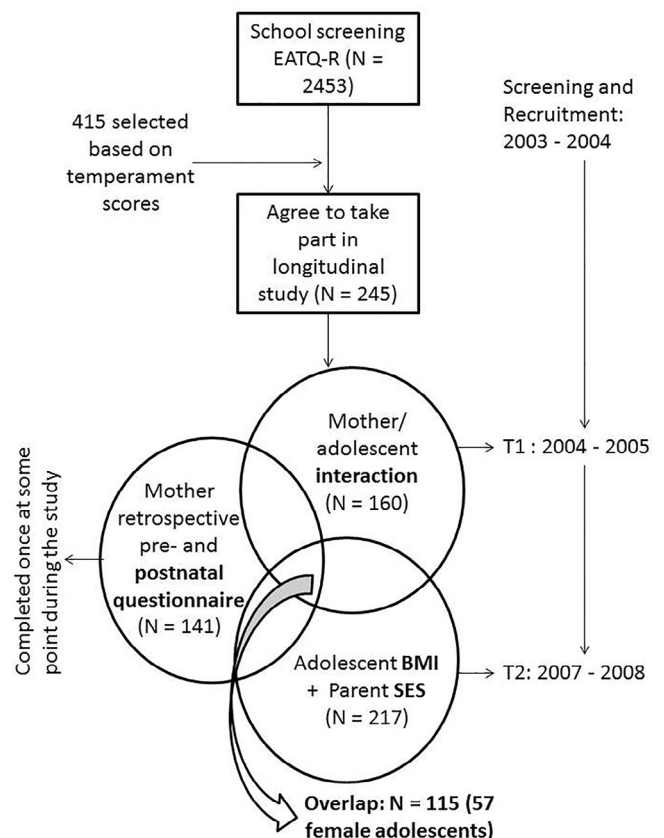 School screening
EATQ-R (N =
2453)
Screening and
Recruitment:
2003 - 2004
415 selected
based on
temperament
scores
Agree to take
part in
longitudinal
study (N = 245)
Mother/
adolescent
interaction
(N = 160)
T1 : 2004 - 2005
Completed once at some
point during the study
Mother
retrospective
pre- and
postnatal
questionnaire
(N = 141)
Adolescent BMI
+ Parent SES
(N = 217)
T2: 2007 - 2008
Overlap: N = 115 (57
female adolescents)